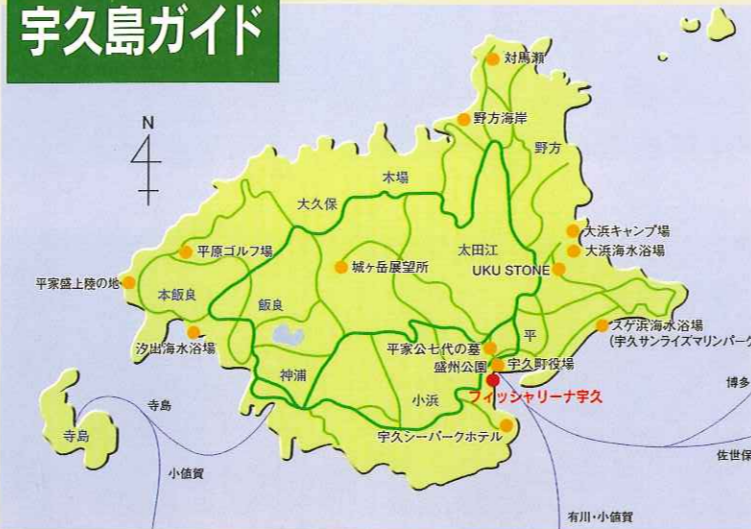 宇久島ガイド
N
対馬瀬
野方海岸
野方
木場
大久保
大浜キャンプ場
大浜海水浴場
太田江
UKU STONE
平原ゴルフ場
城ヶ岳展望所
平家盛上陸の地
本飯良
飯良
汐出海水浴場
平
スゲ浜海水浴場
(宇久サンライズマリンパーク
平家公七代の墓
盛州公園
宇久町役場
神浦
フィッシャリーナ宇久
小浜
博多
寺島
寺島
宇久シーパークホテル
佐世保
小値賀
有川・小値賀